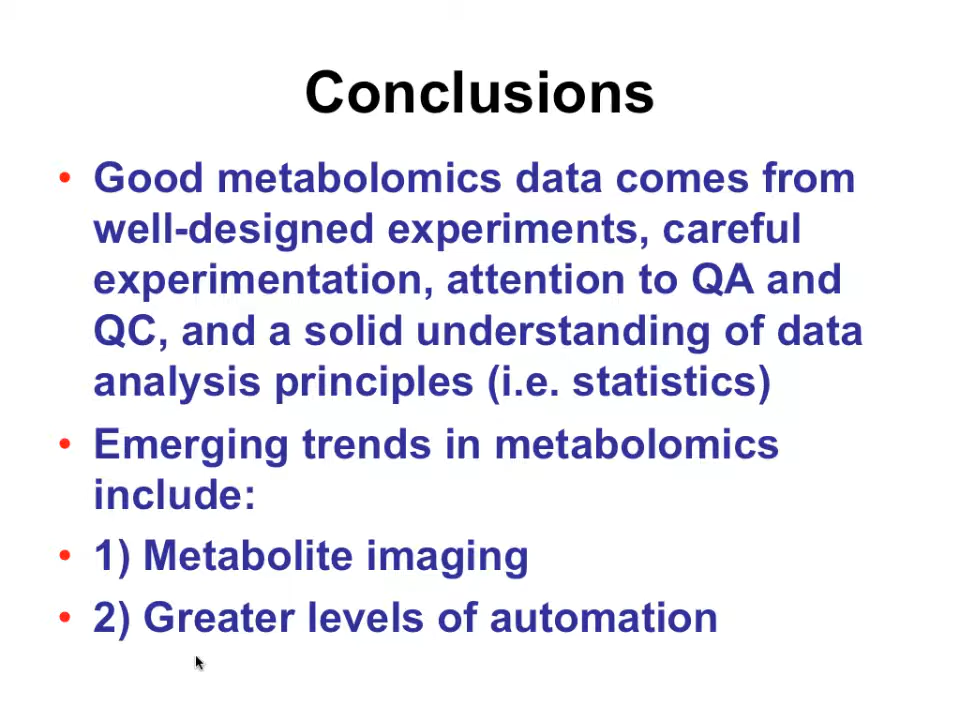 Conclusions
• Good metabolomics data comes from
well-designed experiments, careful
experimentation, attention to QA and
QC, and a solid understanding of data
analysis principles (i.e. statistics)
• Emerging trends in metabolomics
include:
• 1) Metabolite imaging
• 2) Greater levels of automation